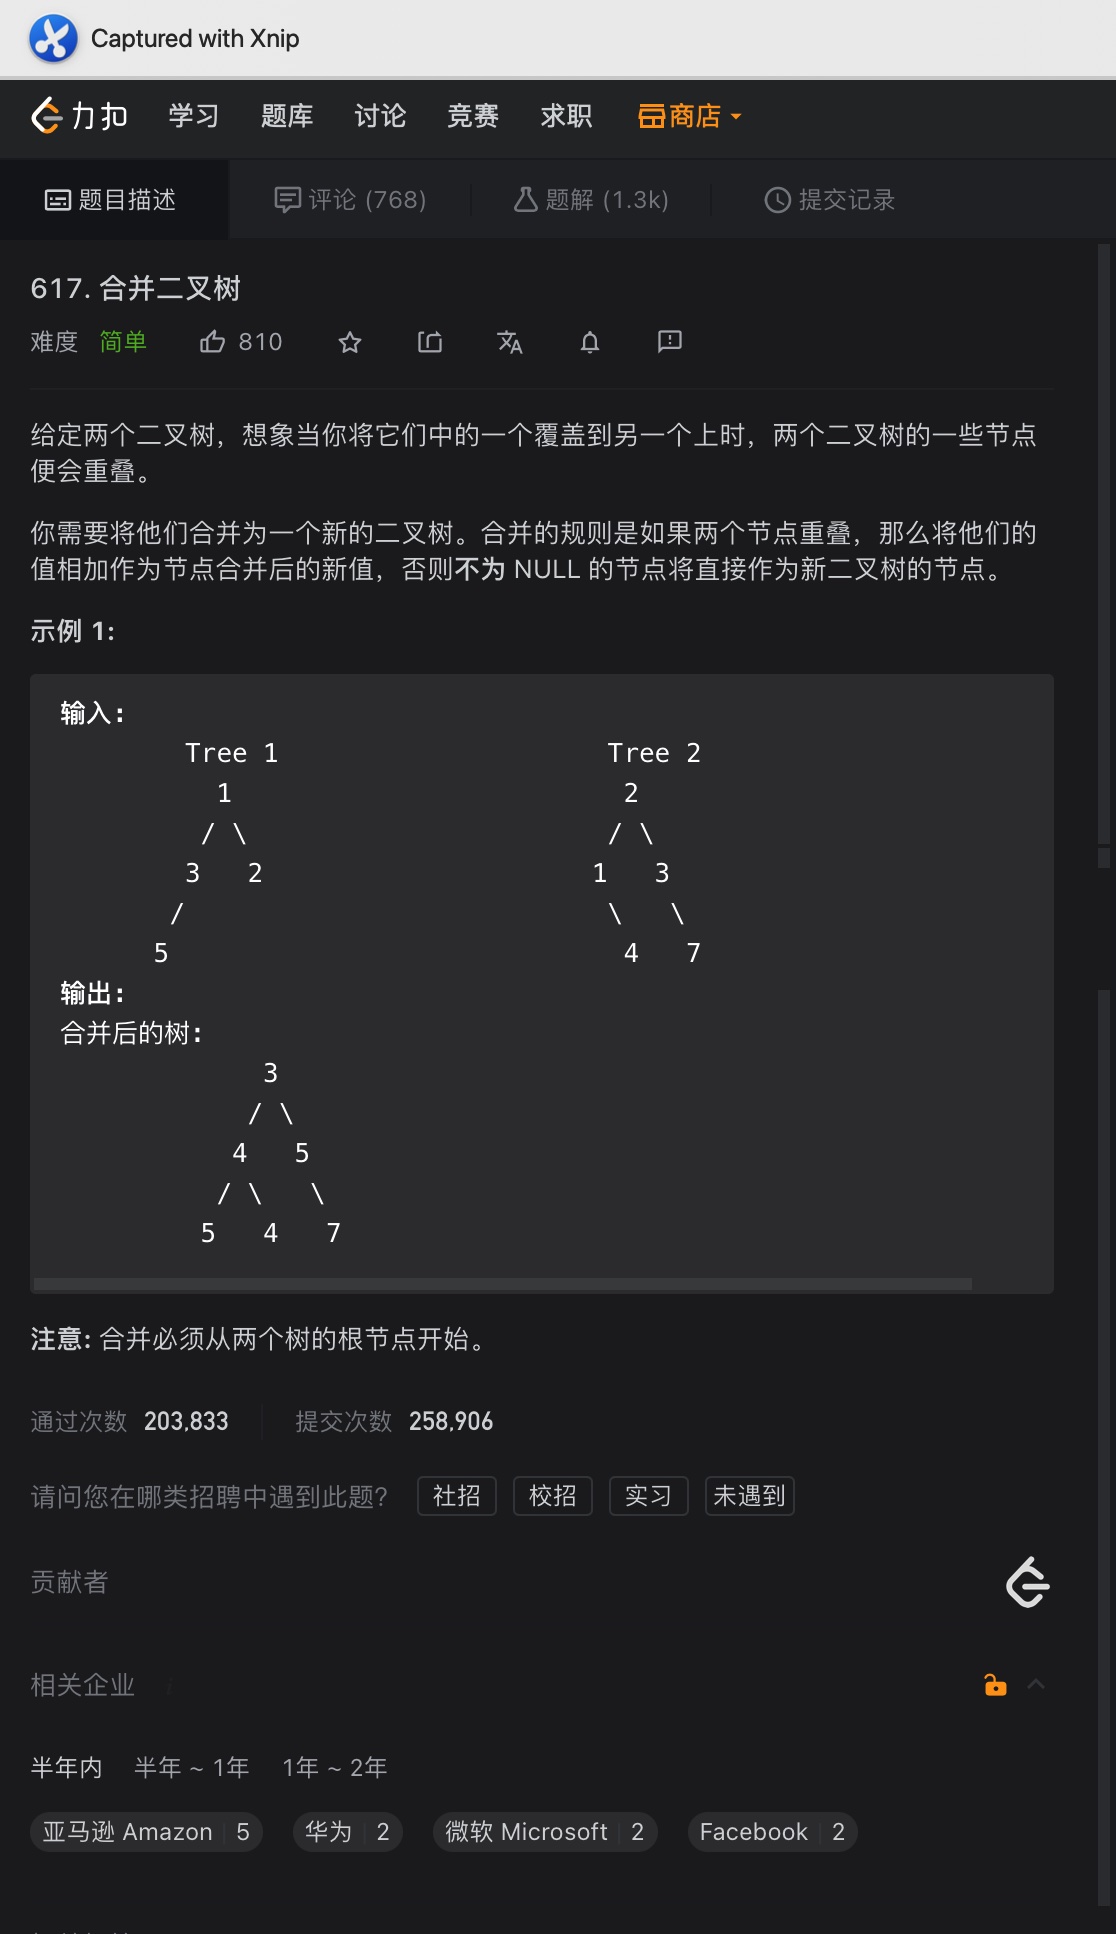 Captured with Xnip
力扣 学习 题库 讨论 竞赛 求职 商店
题目描述 评论 (768) 题解 (1.3k) 提交记录
617. 合并二叉树
难度 简单 810
给定两个二叉树，想象当你将它们中的一个覆盖到另一个上时，两个二叉树的一些节点
便会重叠。
你需要将他们合并为一个新的二叉树。合并的规则是如果两个节点重叠，那么将他们的
值相加作为节点合并后的新值，否则不为 NULL 的节点将直接作为新二叉树的节点。
示例 1:
输入:
Tree 1 Tree 2
1 2
/ \ / \
3 2 1 3
/ \ \
5 4 7
输出:
合并后的树:
3
/ \
4 5
/ \ \
5 4 7
注意: 合并必须从两个树的根节点开始。
通过次数 203,833 提交次数 258,906
请问您在哪类招聘中遇到此题? 社招 校招 实习 未遇到
贡献者
相关企业
半年内 半年 ~ 1年 1年 ~ 2年
亚马逊 Amazon 5 华为 2 微软 Microsoft 2 Facebook 2